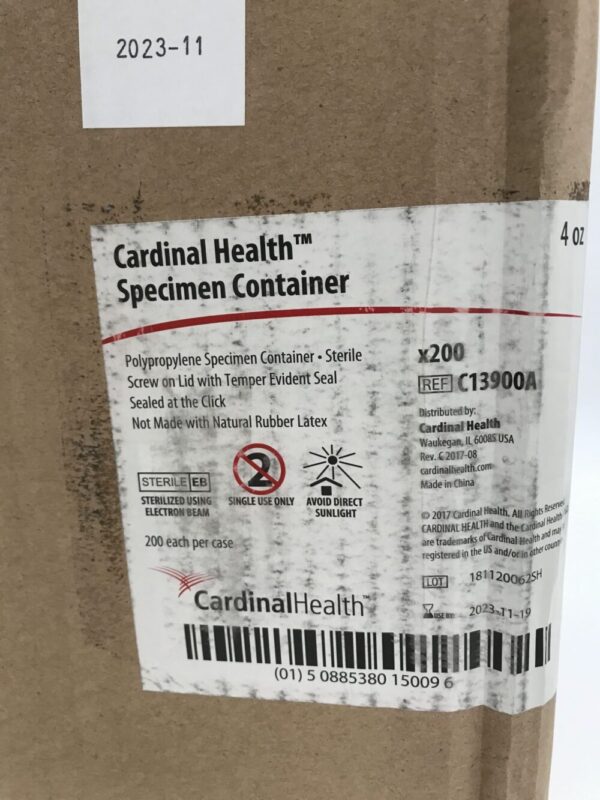 2023-11
Cardinal Health™
Specimen Container
4 oz
Polypropylene Specimen Container • Sterile
Screw on Lid with Temper Evident Seal
Sealed at the Click
Not Made with Natural Rubber Latex
x200
REF C13900A
Distributed by:
Cardinal Health
Waukegan, IL 60085 USA
Rev. C 2017-08
cardinalhealth.com
Made in China
STERILE EB
STERILIZED USING
ELECTRON BEAM
2
SINGLE USE ONLY
AVOID DIRECT
SUNLIGHT
200 each per case
© 2017 Cardinal Health. All Rights Reserved
CARDINAL HEALTH and the Cardinal Health
are trademarks of Cardinal Health and may
registered in the US and/or in other count
LOT 181120062SH
USE BY 2023-11-19
CardinalHealth™
(01) 5 0885380 15009 6